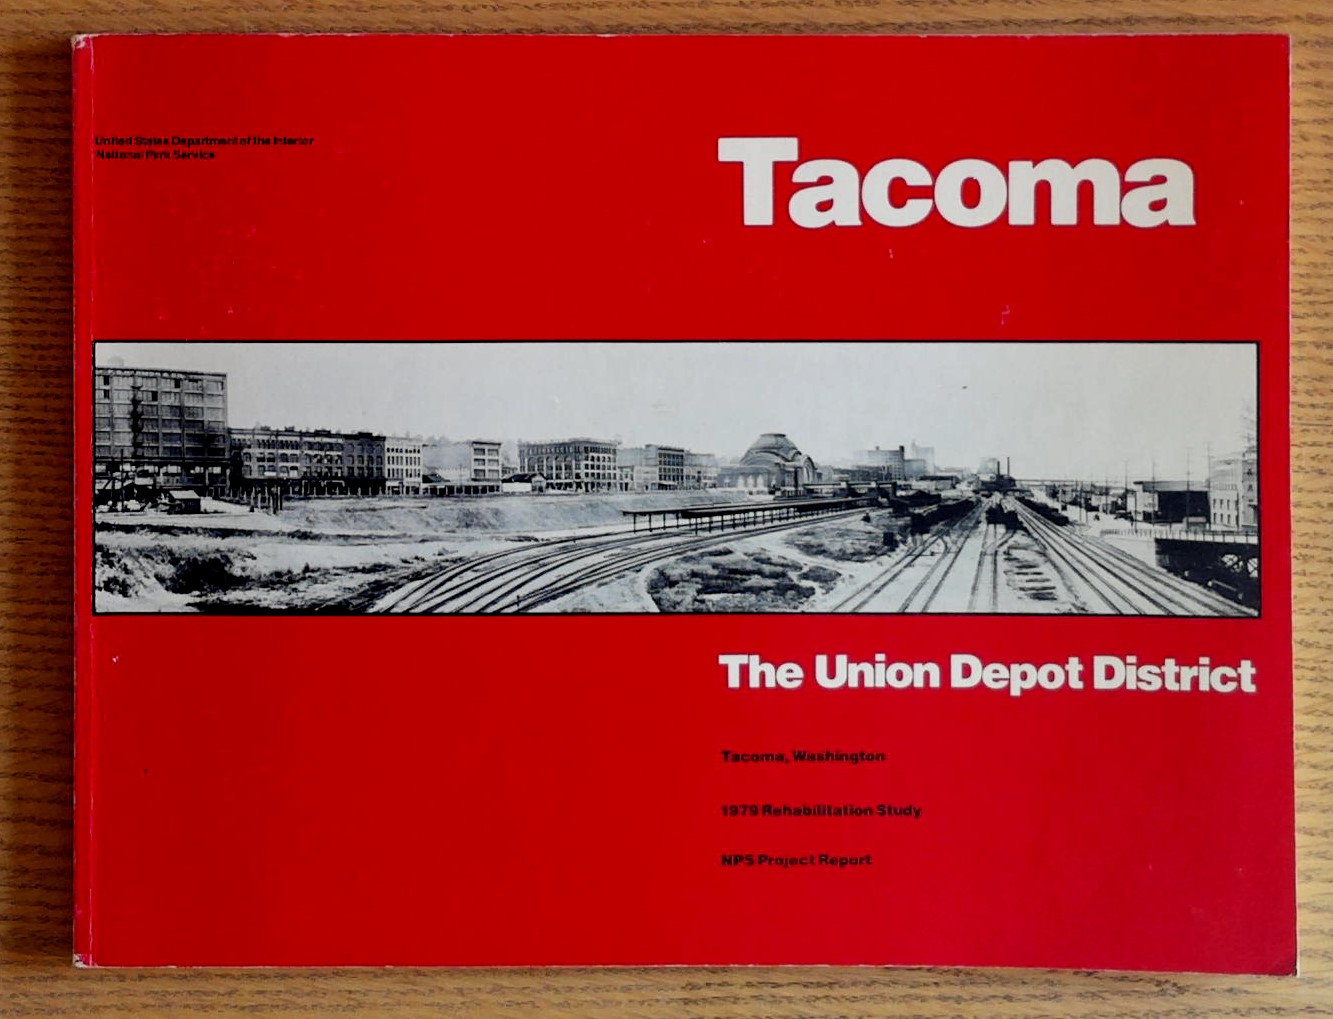 United States Department of the Interior
National Park Service
Tacoma
The Union Depot District
Tacoma, Washington
1979 Rehabilitation Study
NPS Project Report